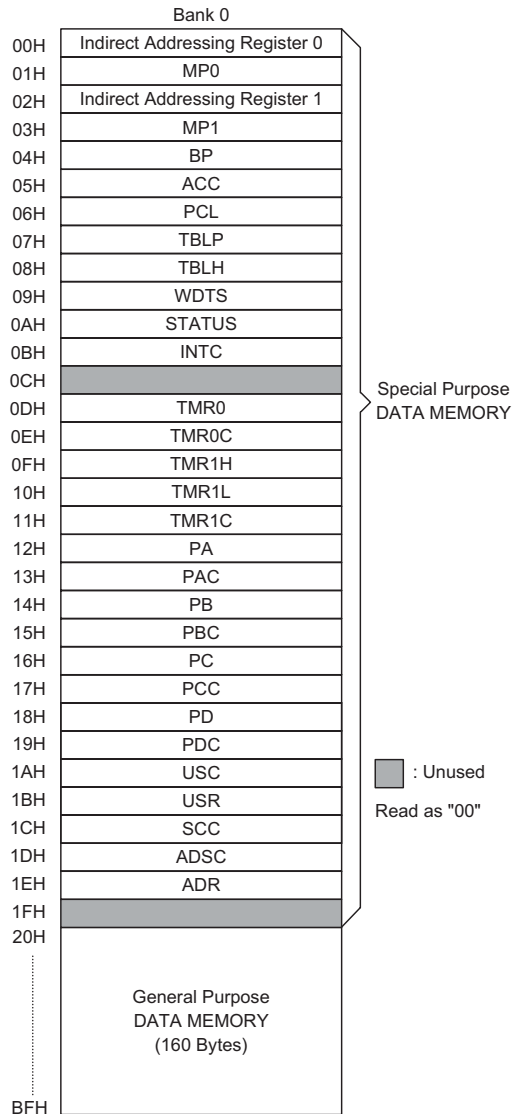 Bank 0
00H Indirect Addressing Register 0
01H MP0
02H Indirect Addressing Register 1
03H MP1
04H BP
05H ACC
06H PCL
07H TBLP
08H TBLH
09H WDTS
0AH STATUS
0BH INTC
0CH
0DH TMR0
0EH TMR0C
0FH TMR1H
10H TMR1L
11H TMR1C
12H PA
13H PAC
14H PB
15H PBC
16H PC
17H PCC
18H PD
19H PDC
1AH USC
1BH USR
1CH SCC
1DH ADSC
1EH ADR
1FH
20H
General Purpose
DATA MEMORY
(160 Bytes)
BFH
Special Purpose
DATA MEMORY
: Unused
Read as "00"